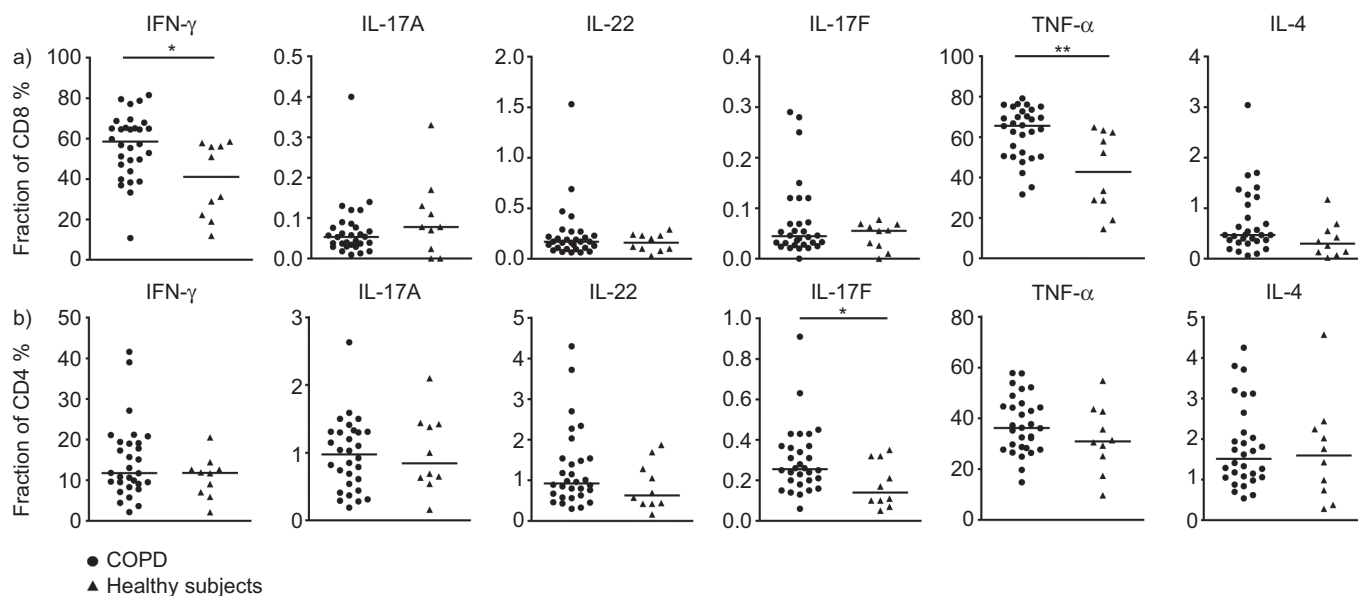 IFN-γ IL-17A IL-22 IL-17F TNF-α IL-4
a)
Fraction of CD8 %
100 80 60 40 20 0
*
0.5 0.4 0.3 0.2 0.1 0.0
2.0 1.5 1.0 0.5 0.0
0.4 0.3 0.2 0.1 0.0
100 80 60 40 20 0
**
4 3 2 1 0
IFN-γ IL-17A IL-22 IL-17F TNF-α IL-4
b)
Fraction of CD4 %
50 40 30 20 10 0
3 2 1 0
5 4 3 2 1 0
1.0 0.8 0.6 0.4 0.2 0.0
*
80 60 40 20 0
5 4 3 2 1 0
COPD
Healthy subjects